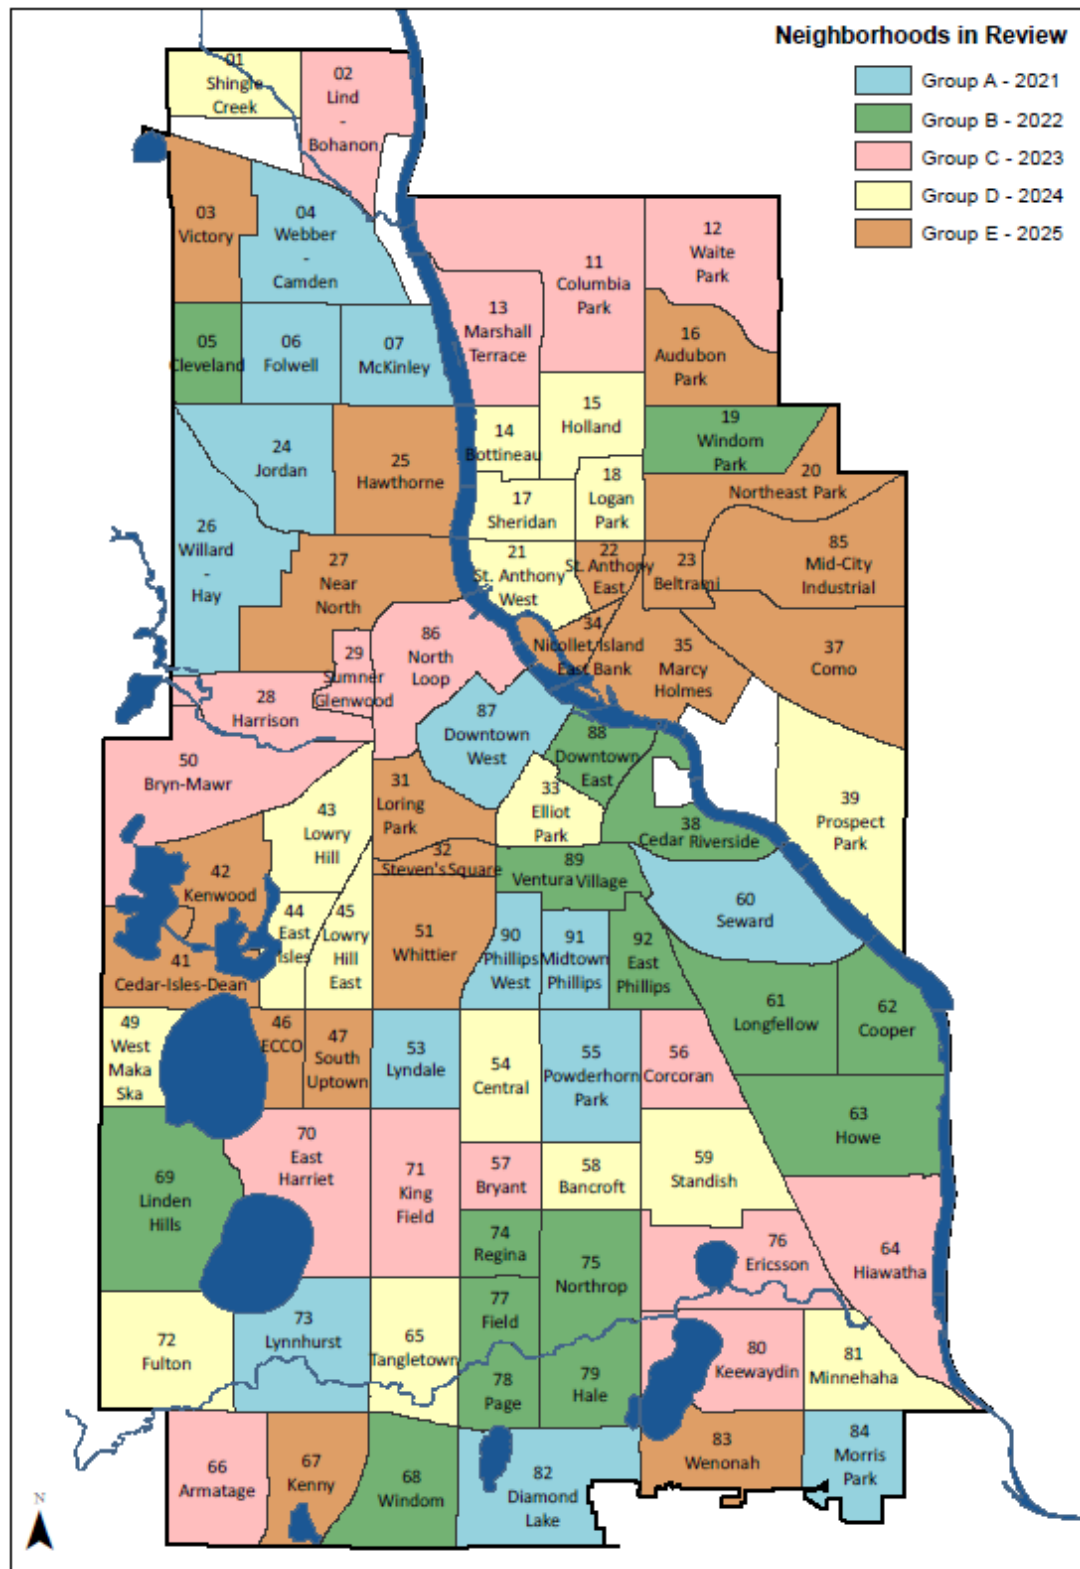 Neighborhoods in Review
Group A - 2021
Group B - 2022
Group C - 2023
Group D - 2024
Group E - 2025
01
Shingle
Creek
02
Lind
-
Bohanon
03
Victory
04
Webber
-
Camden
05
Cleveland
06
Folwell
07
McKinley
11
Columbia
Park
12
Waite
Park
13
Marshall
Terrace
16
Audubon
Park
15
Holland
14
Bottineau
19
Windom
Park
24
Jordan
25
Hawthorne
18
Logan
Park
17
Sheridan
20
Northeast Park
26
Willard
-
Hay
27
Near
North
21
St. Anthony
West
22
St. Anthony
East
23
Beltrami
85
Mid-City
Industrial
34
Nicollet Island
East Bank
35
Marcy
Holmes
37
Como
86
North
Loop
29
Sumner
Glenwood
28
Harrison
87
Downtown
West
88
Downtown
East
50
Bryn-Mawr
31
Loring
Park
33
Elliot
Park
38
Cedar Riverside
39
Prospect
Park
43
Lowry
Hill
32
Steven's Square
89
Ventura Village
42
Kenwood
44
East
Isles
45
Lowry
Hill
East
51
Whittier
90
Phillips
West
91
Midtown
Phillips
92
East
Phillips
60
Seward
41
Cedar-Isles-Dean
61
Longfellow
62
Cooper
49
West
Maka
Ska
46
ECCO
47
South
Uptown
53
Lyndale
54
Central
55
Powderhorn
Park
56
Corcoran
63
Howe
69
Linden
Hills
70
East
Harriet
71
King
Field
57
Bryant
58
Bancroft
59
Standish
74
Regina
75
Northrop
76
Ericsson
64
Hiawatha
72
Fulton
73
Lynnhurst
65
Tangletown
77
Field
78
Page
79
Hale
80
Keewaydin
81
Minnehaha
66
Armatage
67
Kenny
68
Windom
82
Diamond
Lake
83
Wenonah
84
Morris
Park
N